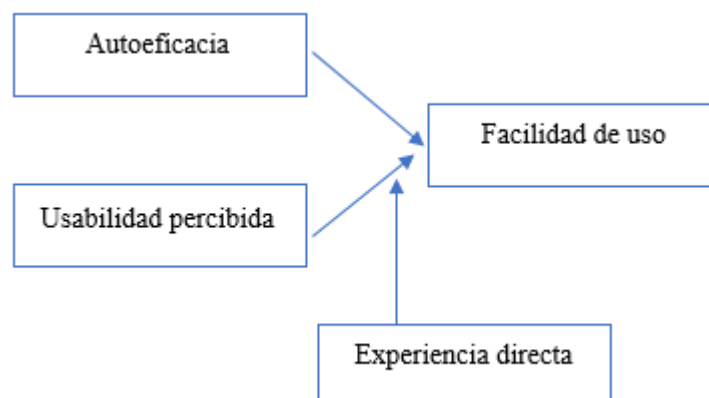 Autoeficacia
Facilidad de uso
Usabilidad percibida
Experiencia directa